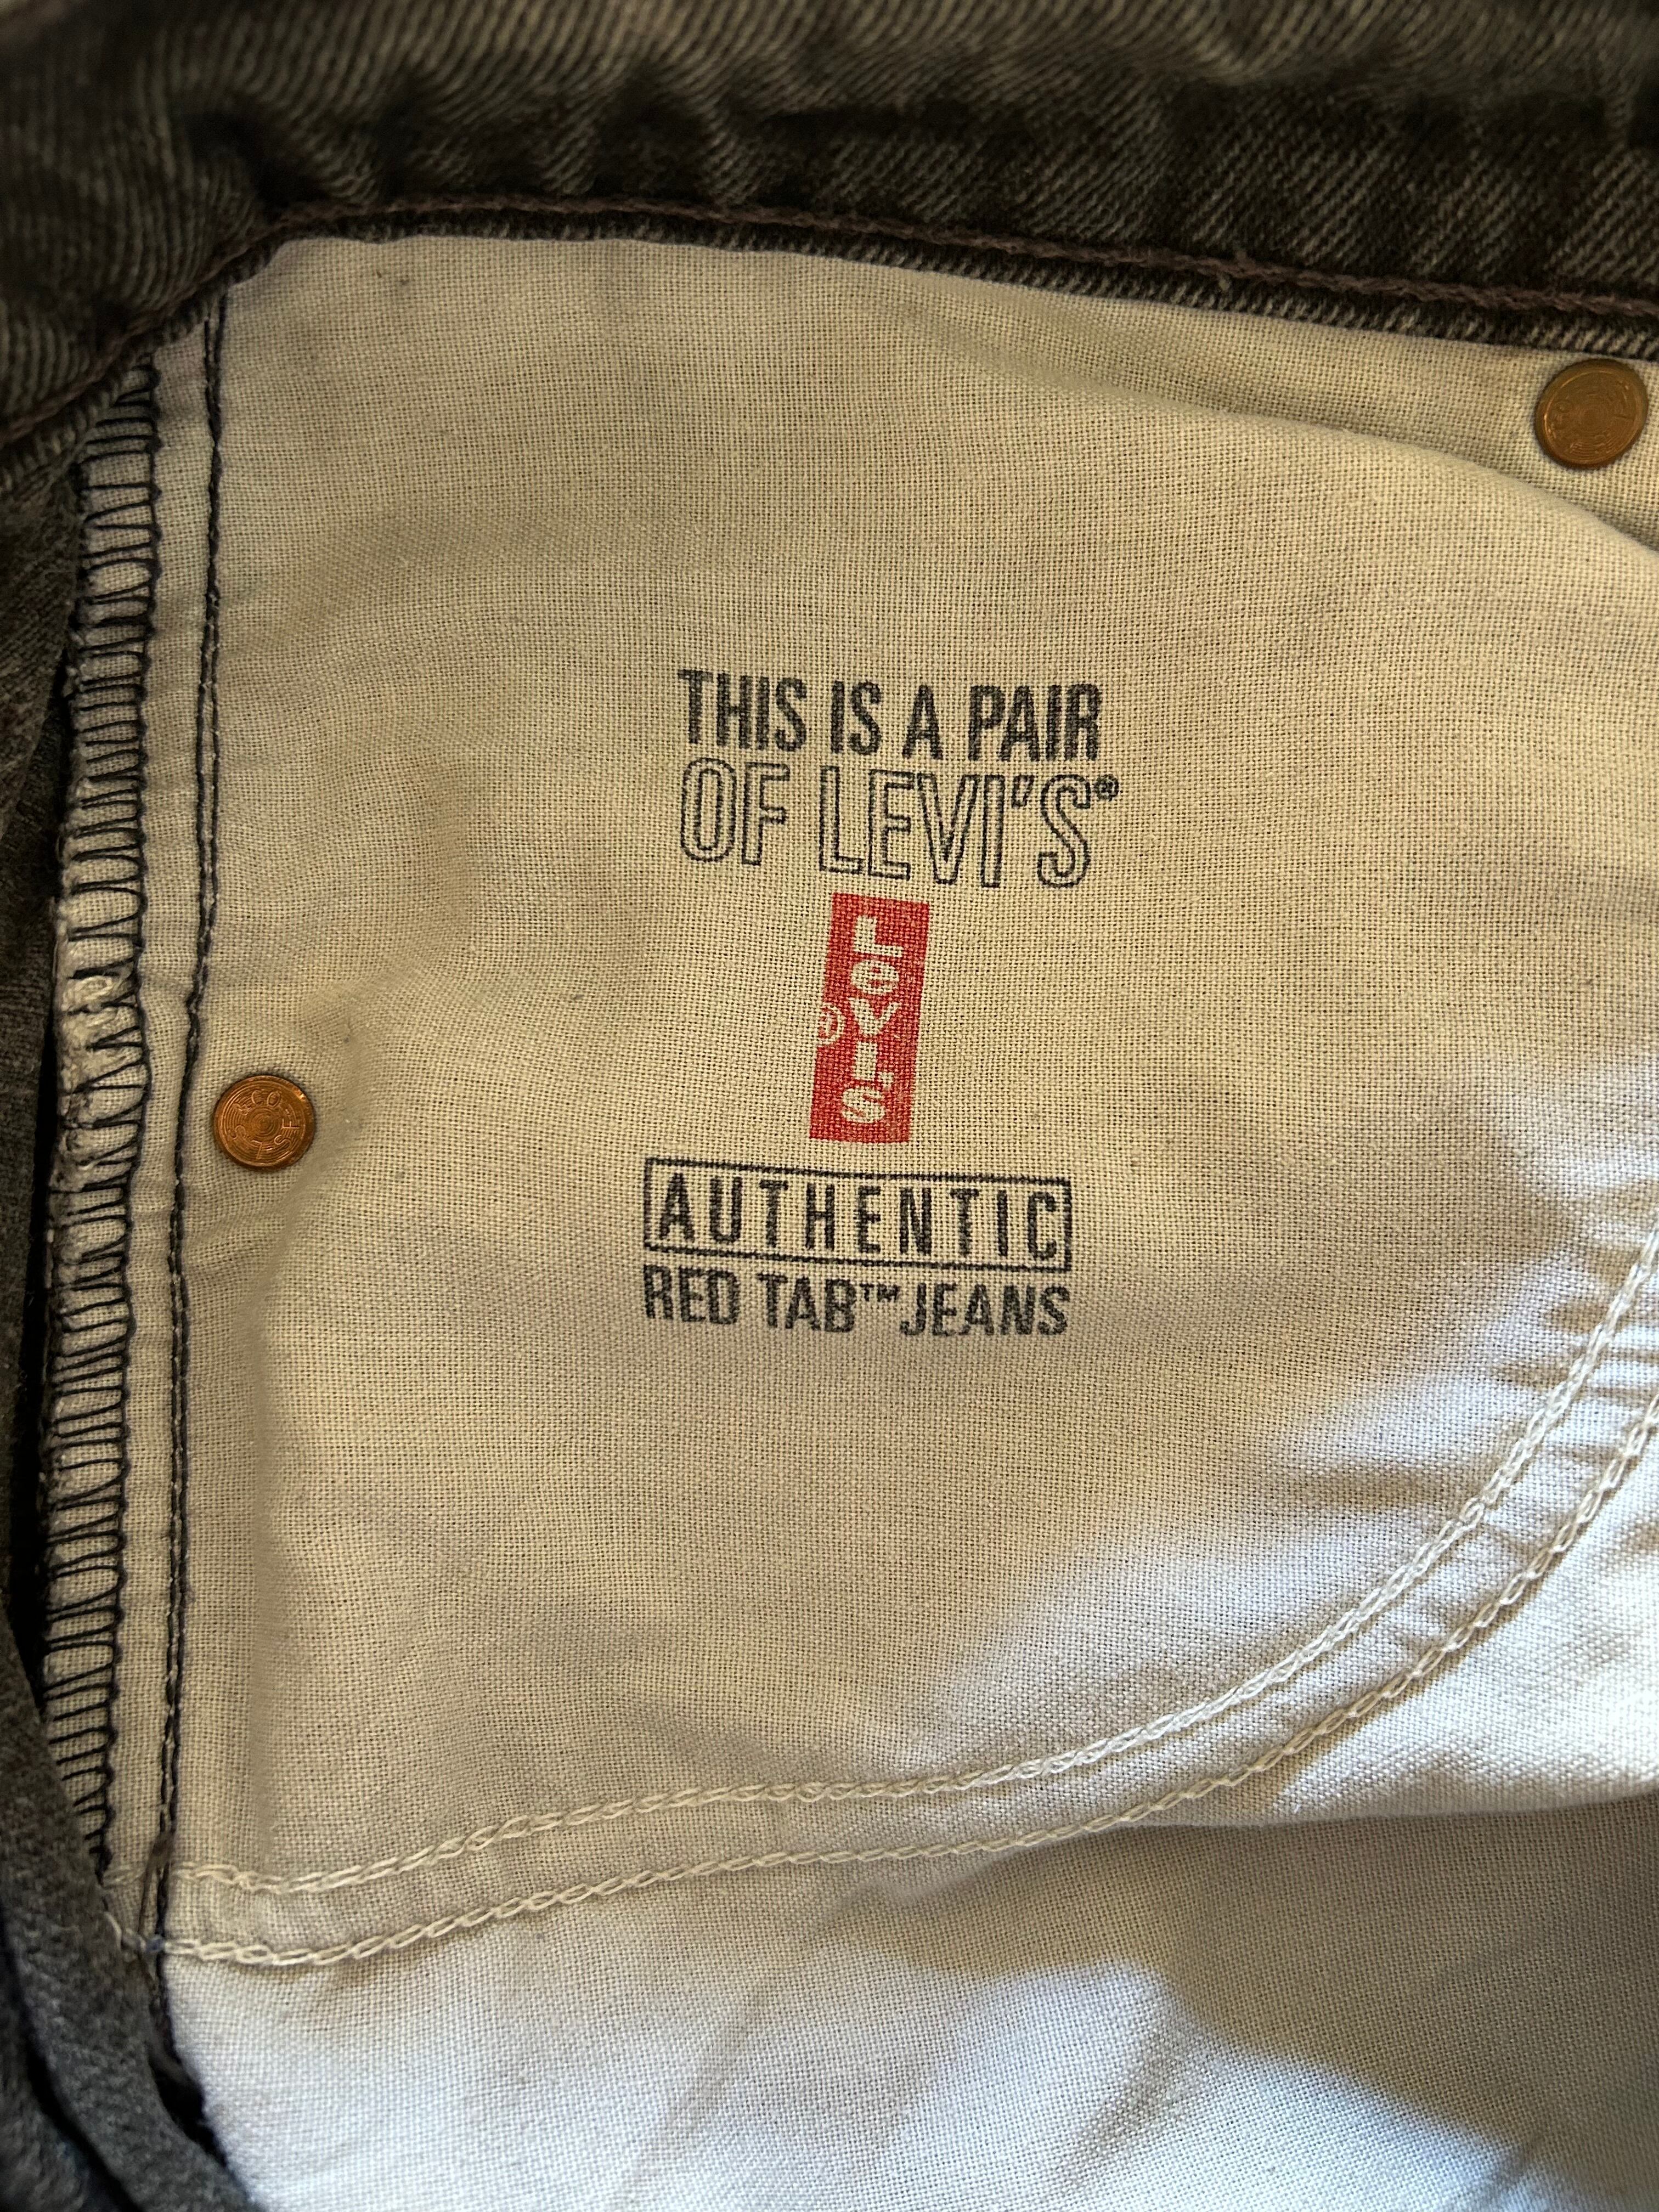 THIS IS A PAIR
OF LEVI'S®
LeVI'S
®
AUTHENTIC
RED TAB™ JEANS